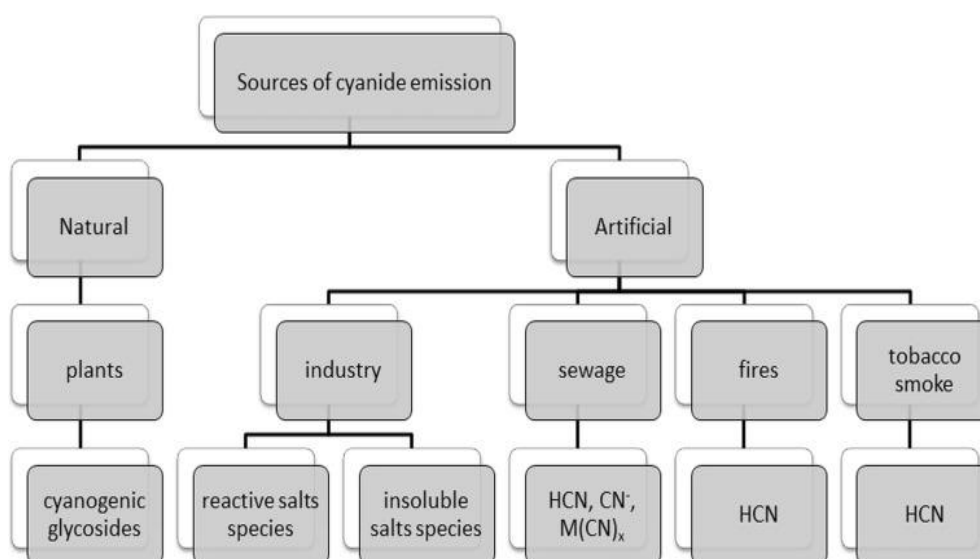 Sources of cyanide emission
Natural
Artificial
plants
industry
sewage
fires
tobacco
smoke
cyanogenic
glycosides
reactive salts
species
insoluble
salts species
HCN, CN⁻,
M(CN)ₓ
HCN
HCN